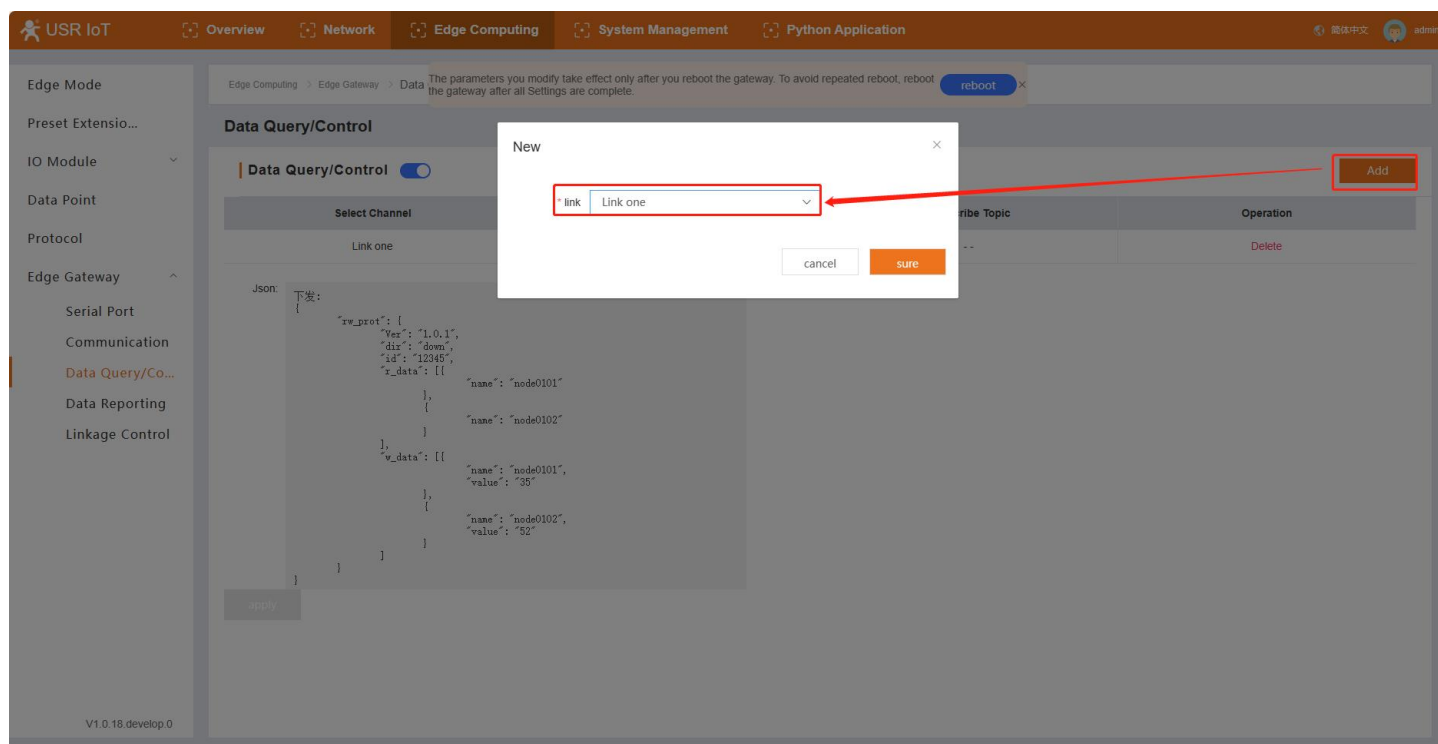 USR IoT Overview Network Edge Computing System Management Python Application 简体中文 admin
Edge Mode
Preset Extensio...
IO Module
Data Point
Protocol
Edge Gateway
Serial Port
Communication
Data Query/Co...
Data Reporting
Linkage Control
V1.0.18.develop.0
Edge Computing > Edge Gateway > Data
The parameters you modify take effect only after you reboot the gateway. To avoid repeated reboot, reboot
the gateway after all Settings are complete.
reboot ×
Data Query/Control
Data Query/Control
Add
Select Channel ribe Topic Operation
Link one -- Delete
New ×
* link Link one
cancel sure
Json:
下发:
{
"rw_prot": {
"Ver": "1.0.1",
"dir": "down",
"id": "12345",
"r_data": [{
"name": "node0101"
},
{
"name": "node0102"
}
],
"w_data": [{
"name": "node0101",
"value": "35"
},
{
"name": "node0102",
"value": "52"
}
]
}
}
apply